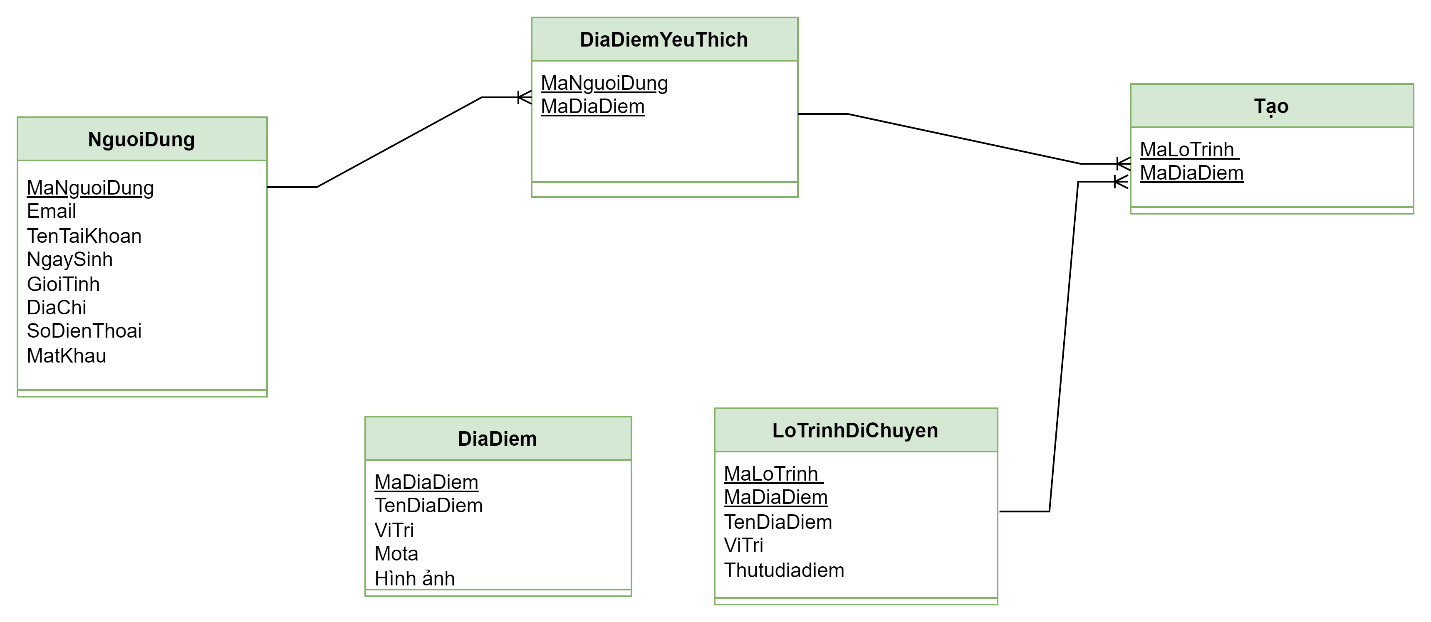 DiaDiemYeuThich
MaNguoiDung
MaDiaDiem
Tạo
MaLoTrinh
MaDiaDiem
NguoiDung
MaNguoiDung
Email
TenTaiKhoan
NgaySinh
GioiTinh
DiaChi
SoDienThoai
MatKhau
DiaDiem
MaDiaDiem
TenDiaDiem
ViTri
Mota
Hình ảnh
LoTrinhDiChuyen
MaLoTrinh
MaDiaDiem
TenDiaDiem
ViTri
Thutudiadiem